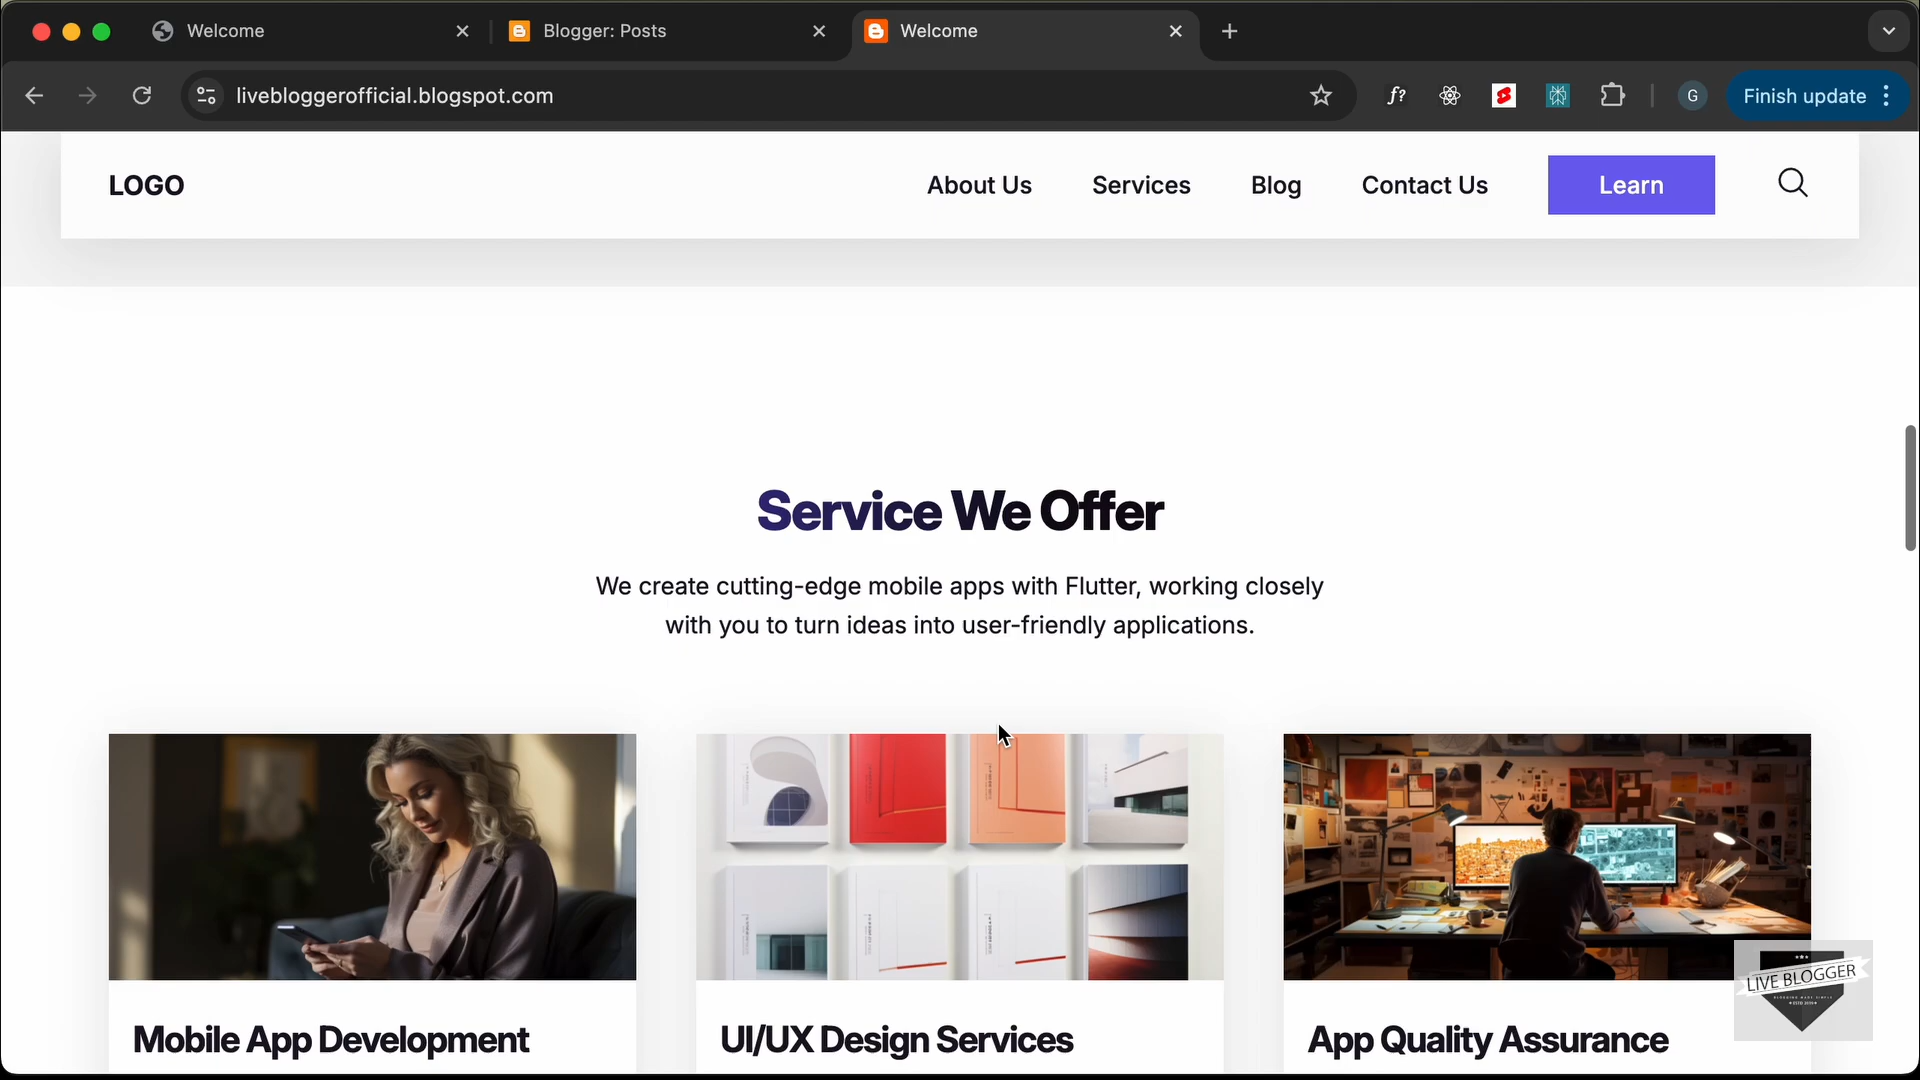 Welcome
Blogger: Posts
Welcome
livebloggerofficial.blogspot.com
f?
G
Finish update
LOGO
About Us
Services
Blog
Contact Us
Learn
Service We Offer
We create cutting-edge mobile apps with Flutter, working closely
with you to turn ideas into user-friendly applications.
Mobile App Development
UI/UX Design Services
App Quality Assurance
LIVE BLOGGER